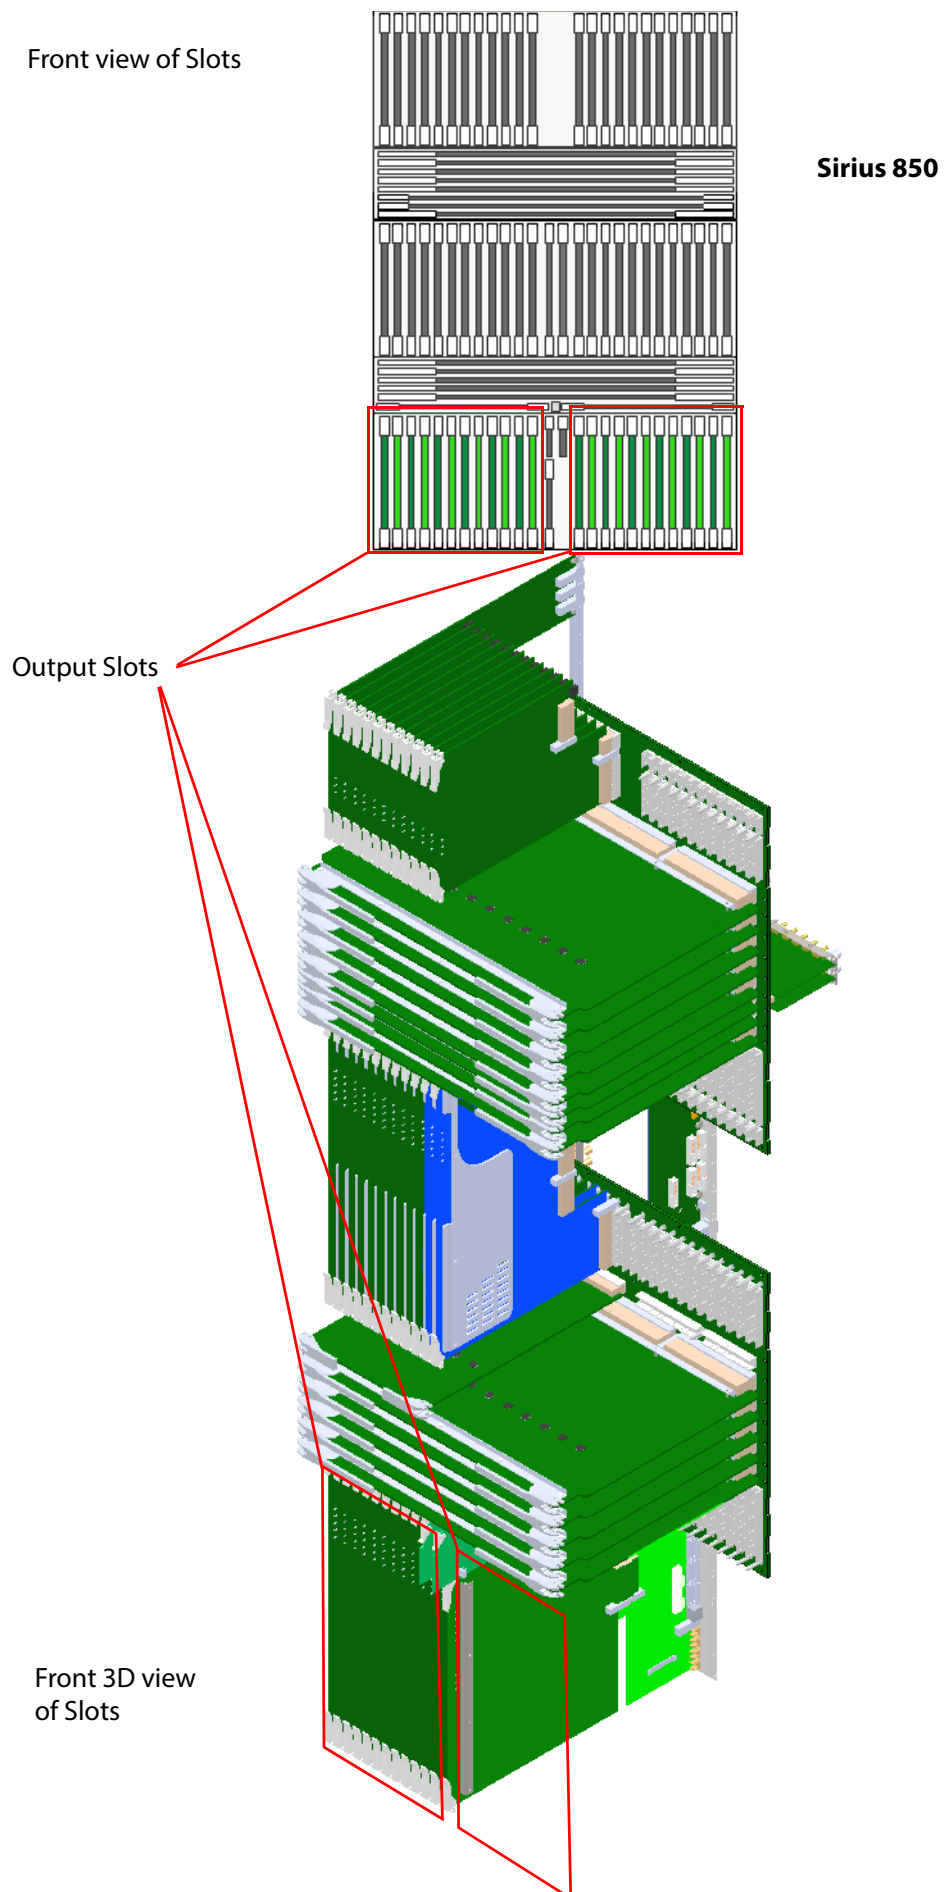 Front view of Slots
Sirius 850
Output Slots
Front 3D view
of Slots